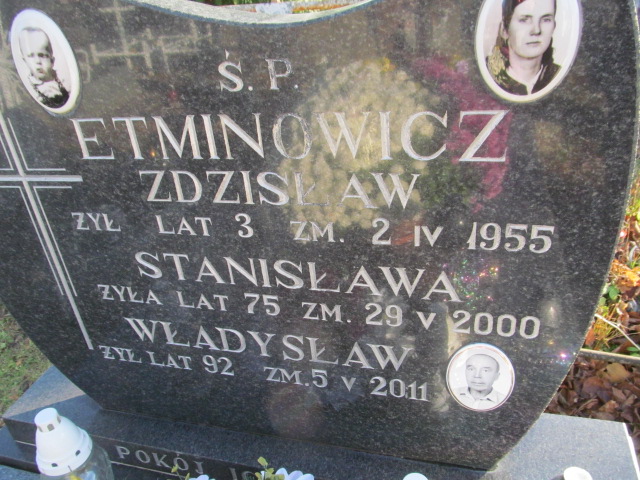 Ś. P.
ETMINOWICZ
ZDZISŁAW
ŻYŁ LAT 3 ZM. 2 IV 1955
STANISŁAWA
ŻYŁA LAT 75 ZM. 29 V 2000
WŁADYSŁAW
ŻYŁ LAT 92 ZM. 5 V 2011
POKÓJ